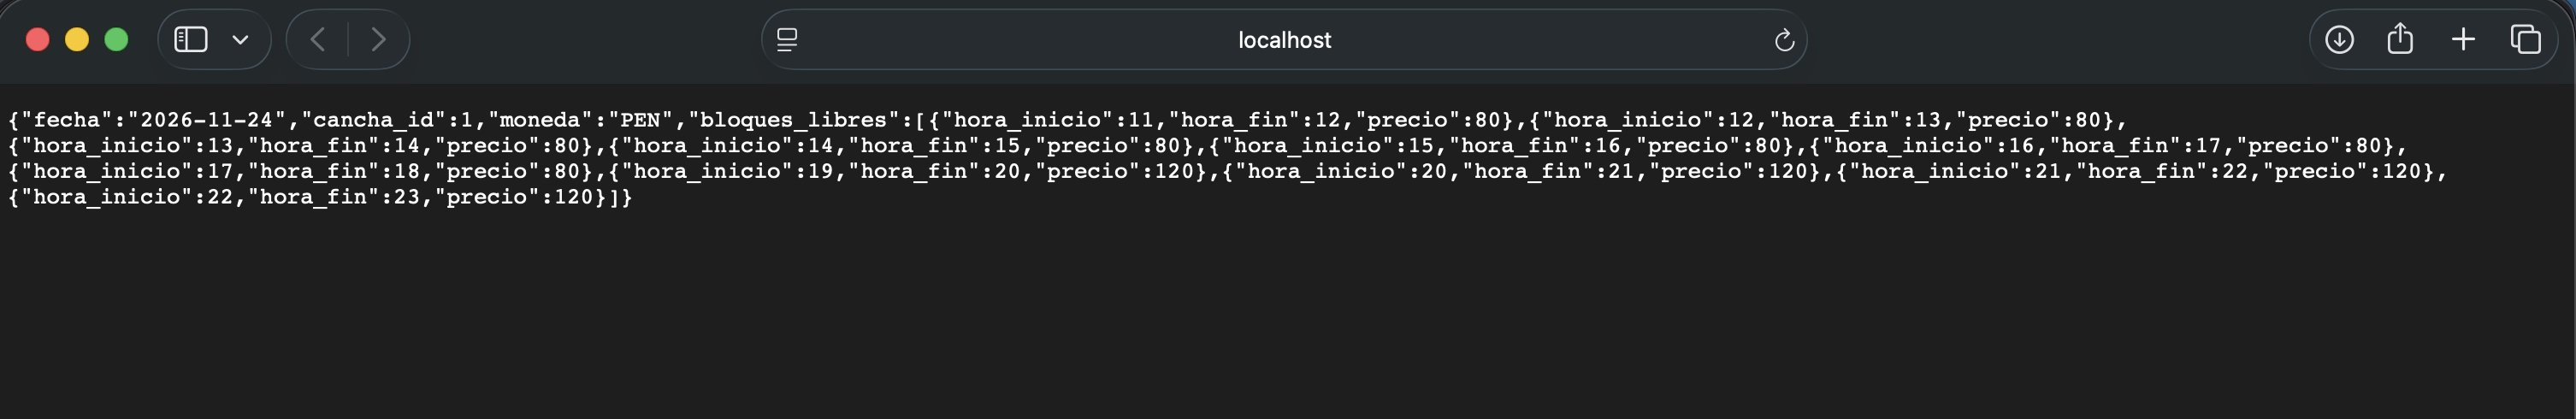 localhost
{"fecha":"2026-11-24","cancha_id":1,"moneda":"PEN","bloques_libres":[{"hora_inicio":11,"hora_fin":12,"precio":80},{"hora_inicio":12,"hora_fin":13,"precio":80},
{"hora_inicio":13,"hora_fin":14,"precio":80},{"hora_inicio":14,"hora_fin":15,"precio":80},{"hora_inicio":15,"hora_fin":16,"precio":80},{"hora_inicio":16,"hora_fin":17,"precio":80},
{"hora_inicio":17,"hora_fin":18,"precio":80},{"hora_inicio":19,"hora_fin":20,"precio":120},{"hora_inicio":20,"hora_fin":21,"precio":120},{"hora_inicio":21,"hora_fin":22,"precio":120},
{"hora_inicio":22,"hora_fin":23,"precio":120}]}